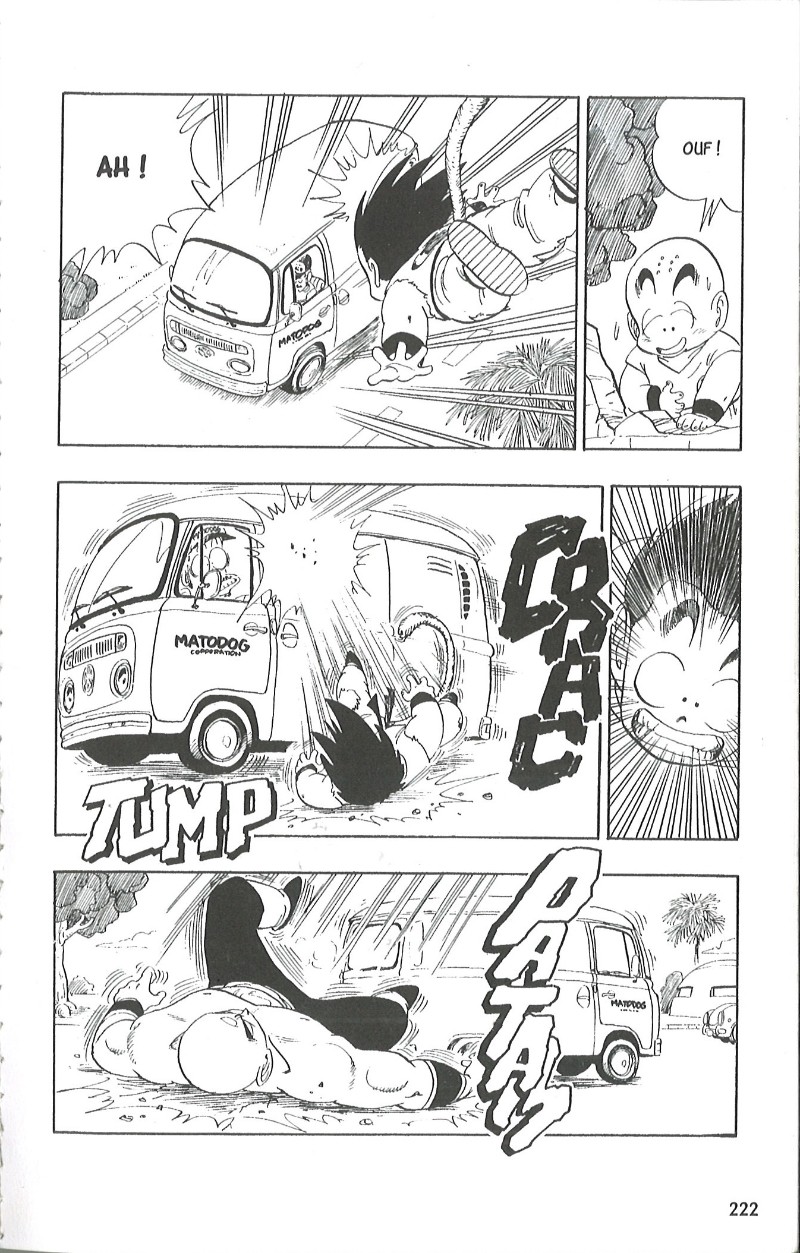 AH !
MATODOG
OUF !
MATODOG
CORPORATION
CRAC
TUMP
PATAM
MATODOG
222